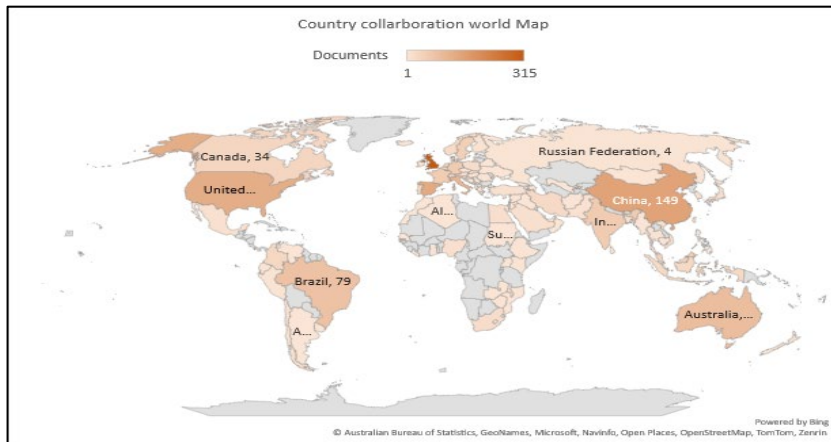 Country collarboration world Map
Documents
1 315
Canada, 34
Russian Federation, 4
United...
China, 149
Al...
In...
Su...
Brazil, 79
Australia,...
A...
Powered by Bing
© Australian Bureau of Statistics, GeoNames, Microsoft, Navinfo, Open Places, OpenStreetMap, TomTom, Zenrin